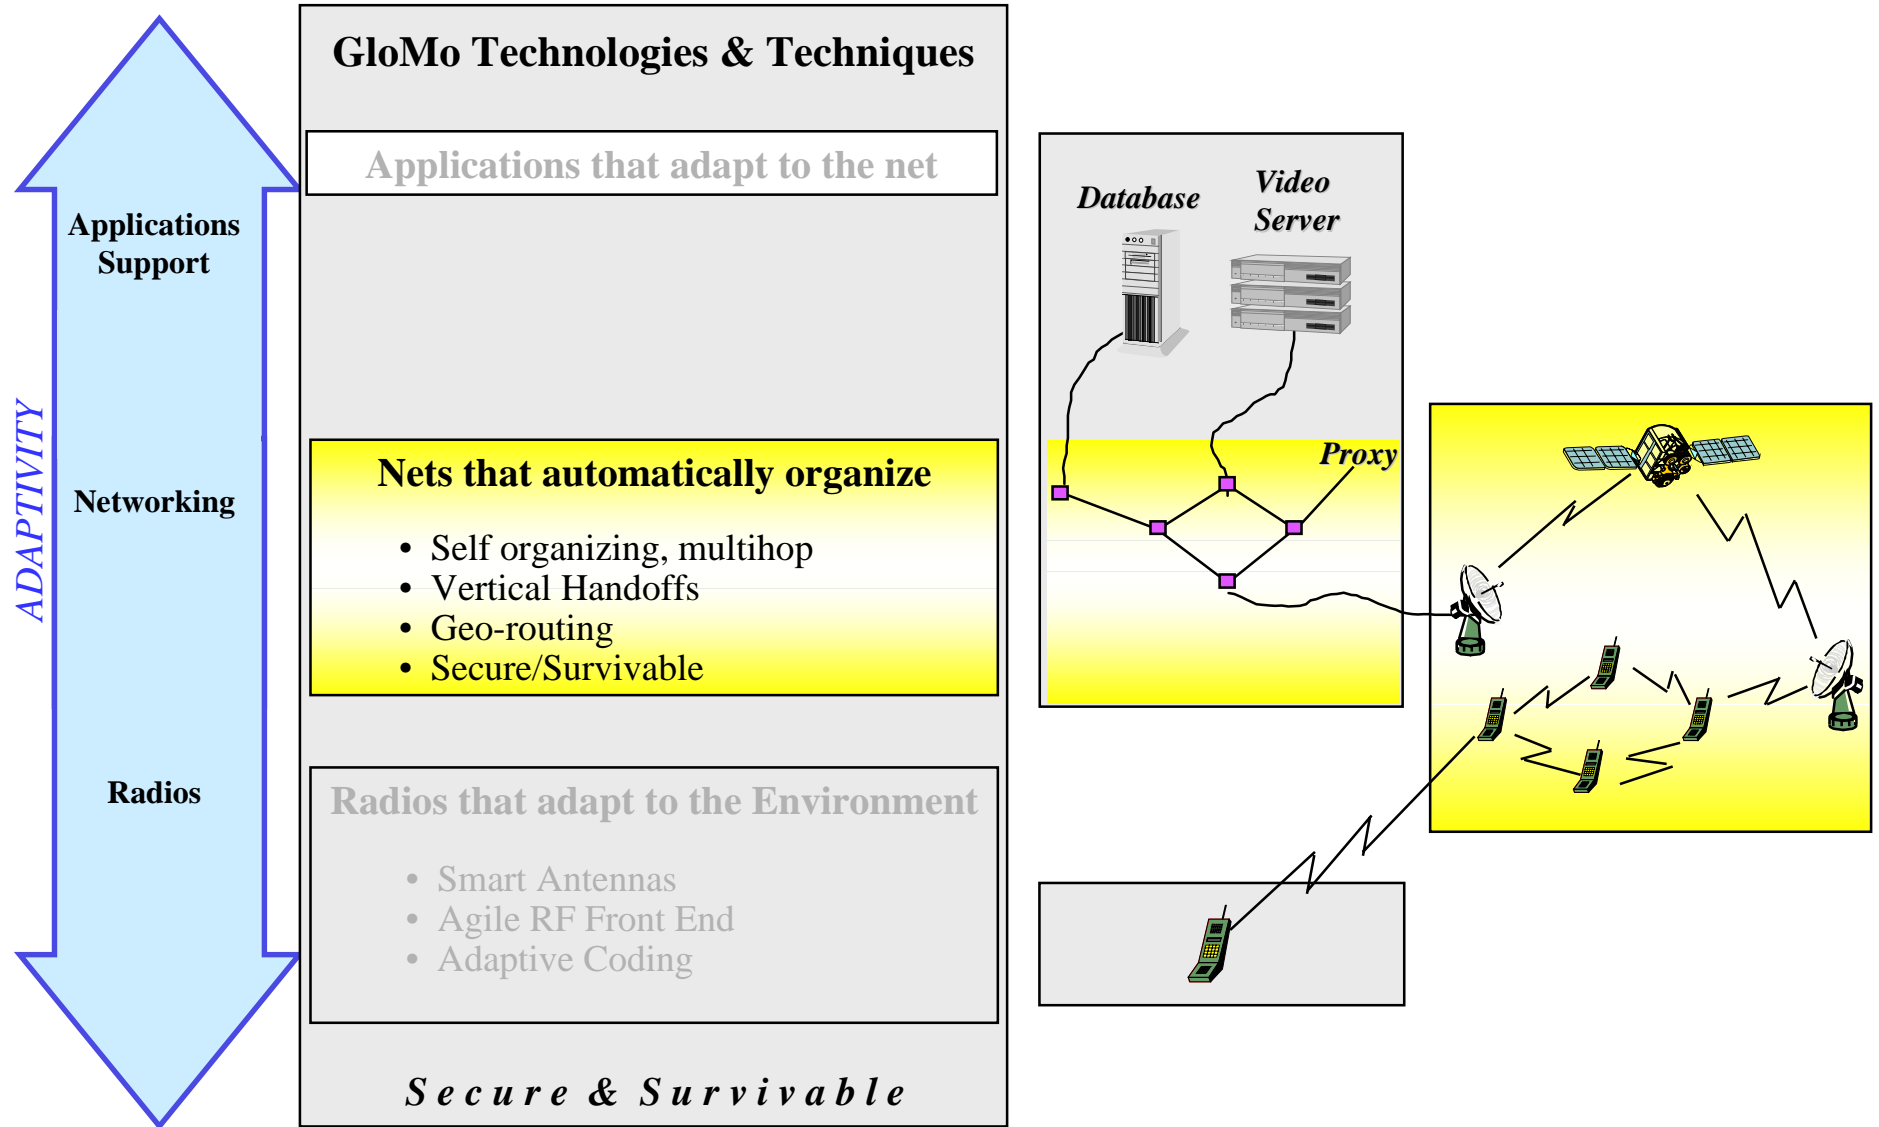 GloMo Technologies & Techniques
Applications that adapt to the net
Applications
Support
ADAPTIVITY
Networking
Radios
Nets that automatically organize
• Self organizing, multihop
• Vertical Handoffs
• Geo-routing
• Secure/Survivable
Radios that adapt to the Environment
• Smart Antennas
• Agile RF Front End
• Adaptive Coding
Secure & Survivable
Database
Video
Server
Proxy